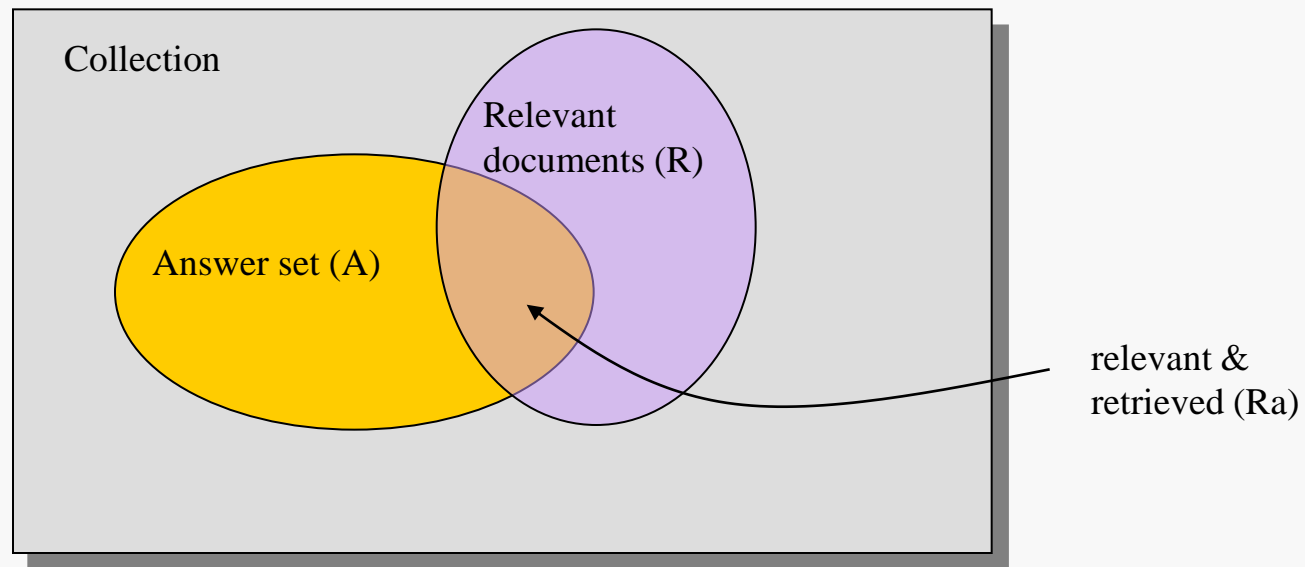 Collection
Relevant
documents (R)
Answer set (A)
relevant &
retrieved (Ra)